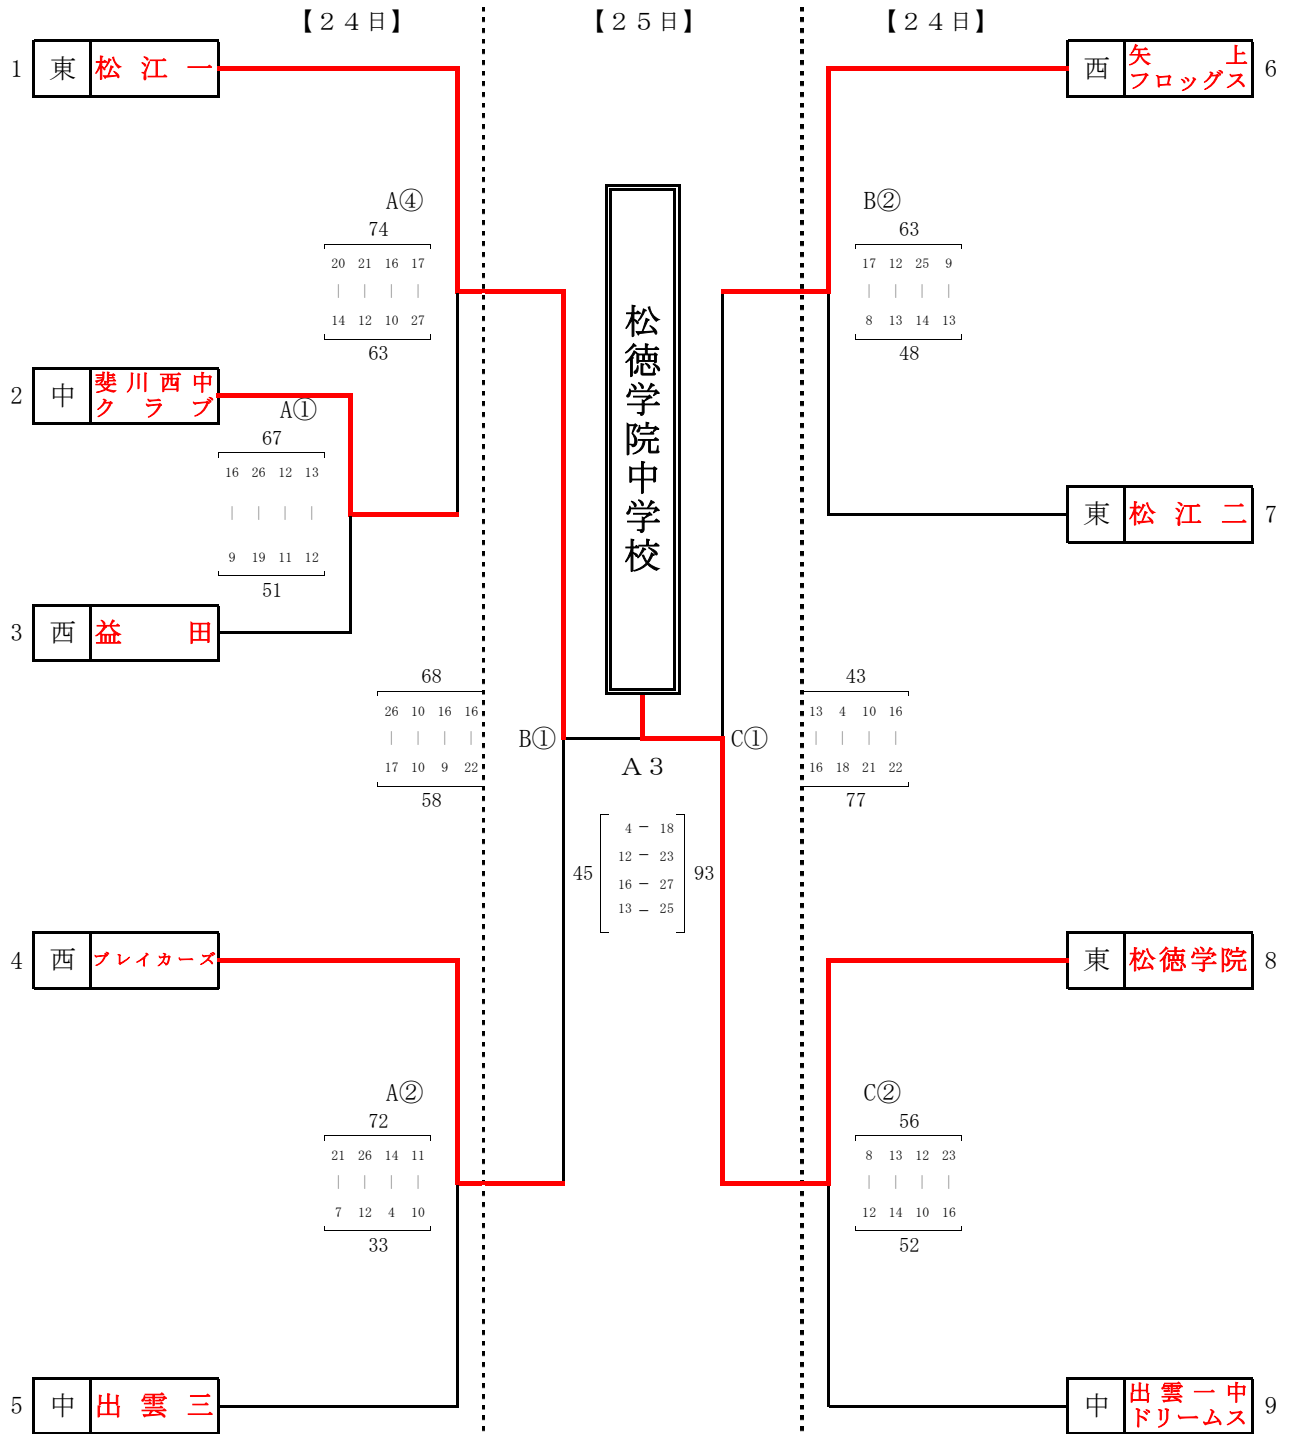 【２４日】 【２５日】 【２４日】
1 東 松江一
西 矢上フロッグス 6
A④
74
20 21 16 17
| | | |
14 12 10 27
63
B②
63
17 12 25 9
| | | |
8 13 14 13
48
松徳学院中学校
2 中 斐川西中クラブ
A①
67
16 26 12 13
| | | |
9 19 11 12
51
東 松江二 7
3 西 益田
68
26 10 16 16
| | | |
17 10 9 22
58
B①
C①
43
13 4 10 16
| | | |
16 18 21 22
77
A３
45
4 － 18
12 － 23
16 － 27
13 － 25
93
4 西 ブレイカーズ
東 松徳学院 8
A②
72
21 26 14 11
| | | |
7 12 4 10
33
C②
56
8 13 12 23
| | | |
12 14 10 16
52
5 中 出雲三
中 出雲一中ドリームス 9